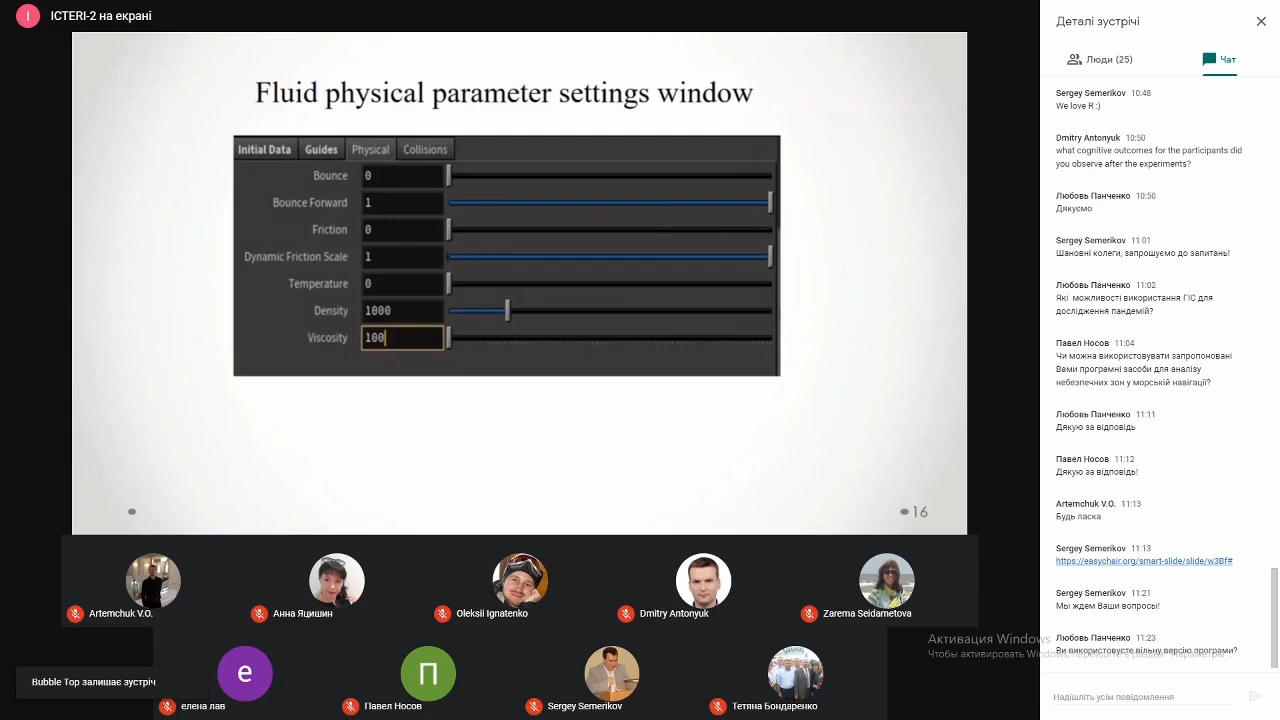 І
ICTERI-2 на екрані
Fluid physical parameter settings window
Initial Data Guides Physical Collisions
Bounce 0
Bounce Forward 1
Friction 0
Dynamic Friction Scale 1
Temperature 0
Density 1000
Viscosity 100
16
Artemchuk V.O.
Анна Яцишин
Oleksii Ignatenko
Dmitry Antonyuk
Zarema Seidametova
е
П
елена лав
Павел Носов
Sergey Semerikov
Тетяна Бондаренко
Bubble Top залишає зустріч
Деталі зустрічі
Люди (25)
Чат
Sergey Semerikov 10:48
We love R :)
Dmitry Antonyuk 10:50
what cognitive outcomes for the participants did
you observe after the experiments?
Любовь Панченко 10:50
Дякуємо
Sergey Semerikov 11:01
Шановні колеги, запрошуємо до запитань!
Любовь Панченко 11:02
Які можливості використання ГІС для
дослідження пандемій?
Павел Носов 11:04
Чи можна використовувати запропоновані
Вами програмні засоби для аналізу
небезпечних зон у морській навігації?
Любовь Панченко 11:11
Дякую за відповідь
Павел Носов 11:12
Дякую за відповідь!
Artemchuk V.O. 11:13
Будь ласка
Sergey Semerikov 11:13
https://easychair.org/smart-slide/slide/w3Bf#
Sergey Semerikov 11:21
Мы ждем Ваши вопросы!
Любовь Панченко 11:23
Ви використовуєте вільну версію програми?
Активация Windows
Чтобы активировать Windows, перейдите в раздел "Параметры".
Надішліть усім повідомлення